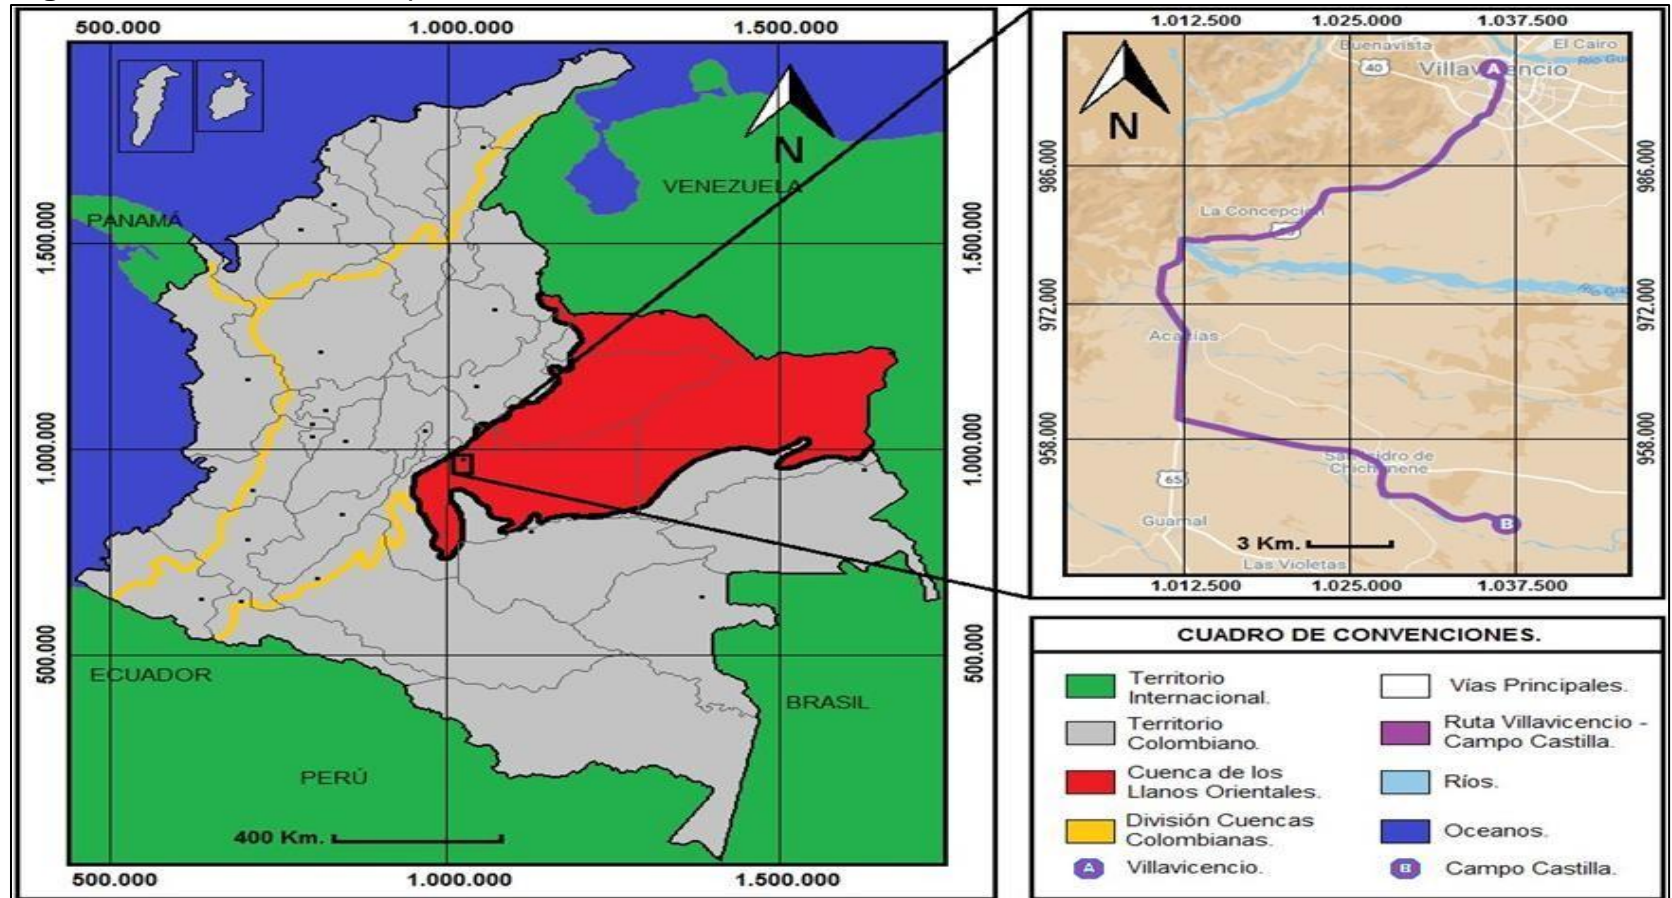 500.000 1.000.000 1.500.000
N
PANAMÁ
VENEZUELA
ECUADOR
PERÚ
BRASIL
1.500.000
1.000.000
500.000
1.500.000
1.000.000
500.000
400 Km.
500.000 1.000.000 1.500.000
1.012.500 1.025.000 1.037.500
Buenavista
El Cairo
40
Villavicencio
A
N
La Concepción
Acacías
San Isidro de
Chichimene
65
Guamal
B
3 Km.
Las Violetas
986.000
972.000
958.000
986.000
972.000
958.000
1.012.500 1.025.000 1.037.500
CUADRO DE CONVENCIONES.
Territorio
Internacional.
Territorio
Colombiano.
Cuenca de los
Llanos Orientales.
División Cuencas
Colombianas.
A Villavicencio.
Vías Principales.
Ruta Villavicencio -
Campo Castilla.
Ríos.
Oceanos.
B Campo Castilla.